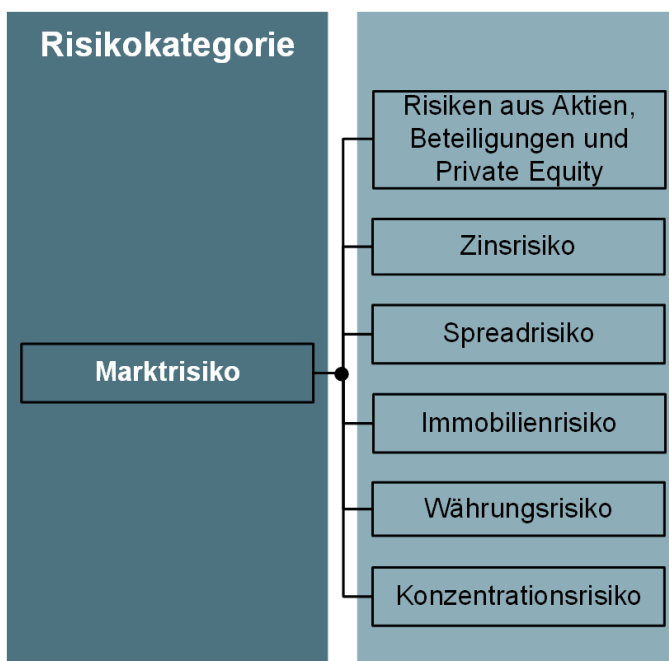 Risikokategorie
Risiken aus Aktien,
Beteiligungen und
Private Equity
Zinsrisiko
Spreadrisiko
Marktrisiko
Immobilienrisiko
Währungsrisiko
Konzentrationsrisiko